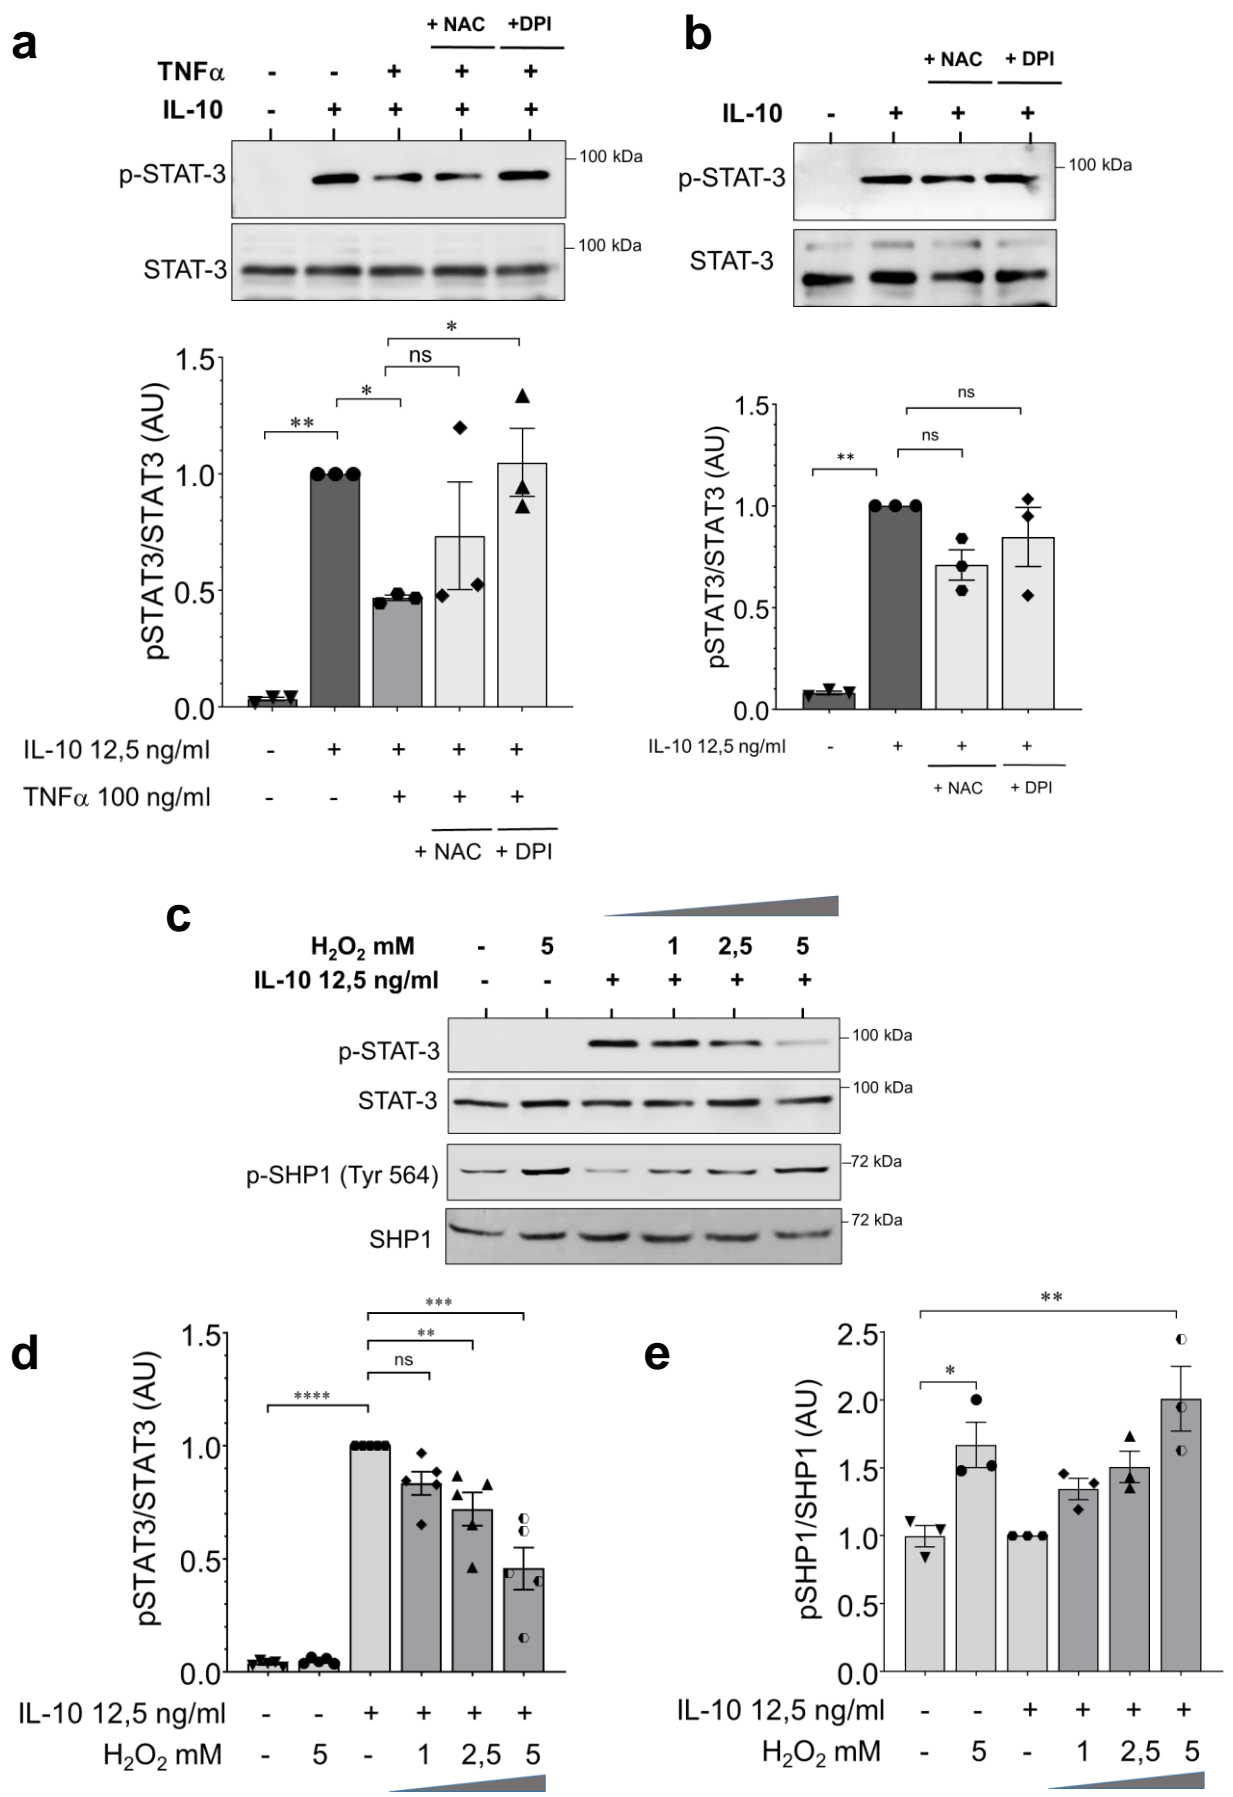 a
+ NAC +DPI
TNFα - - + + +
IL-10 - + + + +
p-STAT-3
100 kDa
STAT-3
100 kDa
*
ns
*
**
pSTAT3/STAT3 (AU)
1.5
1.0
0.5
0.0
IL-10 12,5 ng/ml - + + + +
TNFα 100 ng/ml - - + + +
+ NAC + DPI
b
+ NAC + DPI
IL-10 - + + +
p-STAT-3
100 kDa
STAT-3
ns
ns
**
pSTAT3/STAT3 (AU)
1.5
1.0
0.5
0.0
IL-10 12,5 ng/ml - + + +
+ NAC + DPI
c
H₂O₂ mM - 5 1 2,5 5
IL-10 12,5 ng/ml - - + + + +
p-STAT-3
100 kDa
STAT-3
100 kDa
p-SHP1 (Tyr 564)
72 kDa
SHP1
72 kDa
d
***
**
ns
****
pSTAT3/STAT3 (AU)
1.5
1.0
0.5
0.0
IL-10 12,5 ng/ml - - + + + +
H₂O₂ mM - 5 - 1 2,5 5
e
**
*
pSHP1/SHP1 (AU)
2.5
2.0
1.5
1.0
0.5
0.0
IL-10 12,5 ng/ml - - + + + +
H₂O₂ mM - 5 - 1 2,5 5